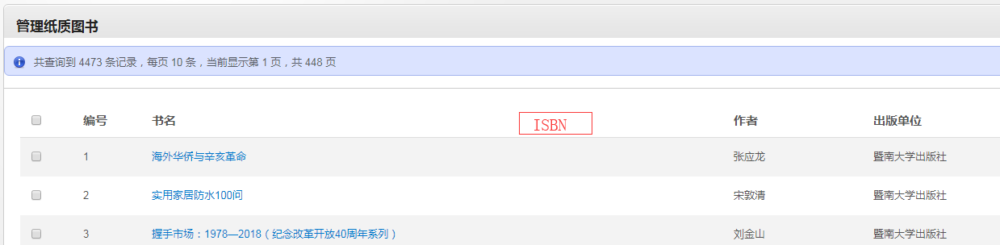 管理纸质图书
共查询到 4473 条记录，每页 10 条，当前显示第 1 页，共 448 页
编号 书名 ISBN 作者 出版单位
1 海外华侨与辛亥革命 张应龙 暨南大学出版社
2 实用家居防水100问 宋敦清 暨南大学出版社
3 握手市场：1978—2018（纪念改革开放40周年系列） 刘金山 暨南大学出版社